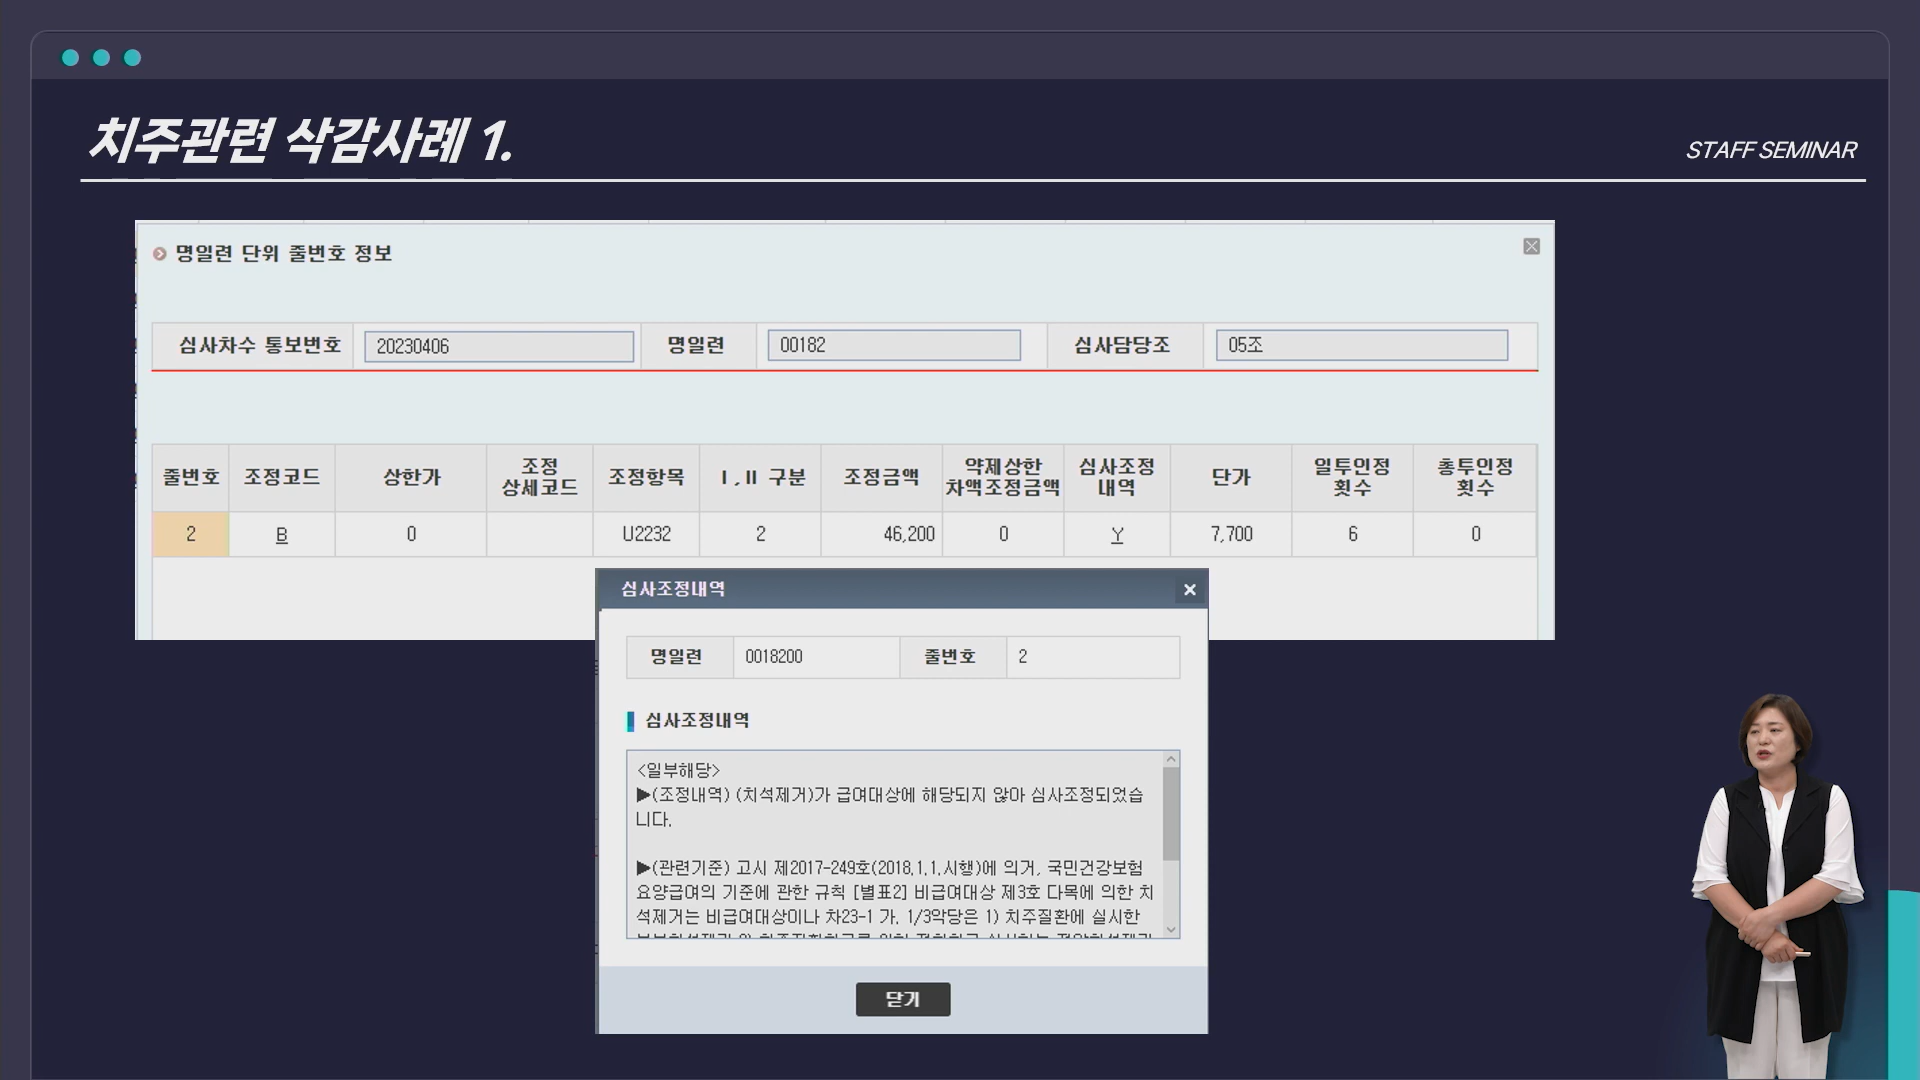 치주관련 삭감사례 1.
STAFF SEMINAR
명일련 단위 줄번호 정보
심사차수 통보번호 20230406 명일련 00182 심사담당조 05조
줄번호 조정코드 상한가 조정 상세코드 조정항목 I,II 구분 조정금액 약제상한 차액조정금액 심사조정 내역 단가 일투인정 횟수 총투인정 횟수
2 B 0 U2232 2 46,200 0 Y 7,700 6 0
심사조정내역
명일련 0018200 줄번호 2
심사조정내역
<일부해당>
▶(조정내역) (치석제거)가 급여대상에 해당되지 않아 심사조정되었습
니다.
▶(관련기준) 고시 제2017-249호(2018.1.1.시행)에 의거, 국민건강보험
요양급여의 기준에 관한 규칙 [별표2] 비급여대상 제3호 다목에 의한 치
석제거는 비급여대상이나 차23-1 가. 1/3악당은 1) 치주질환에 실시한
닫기